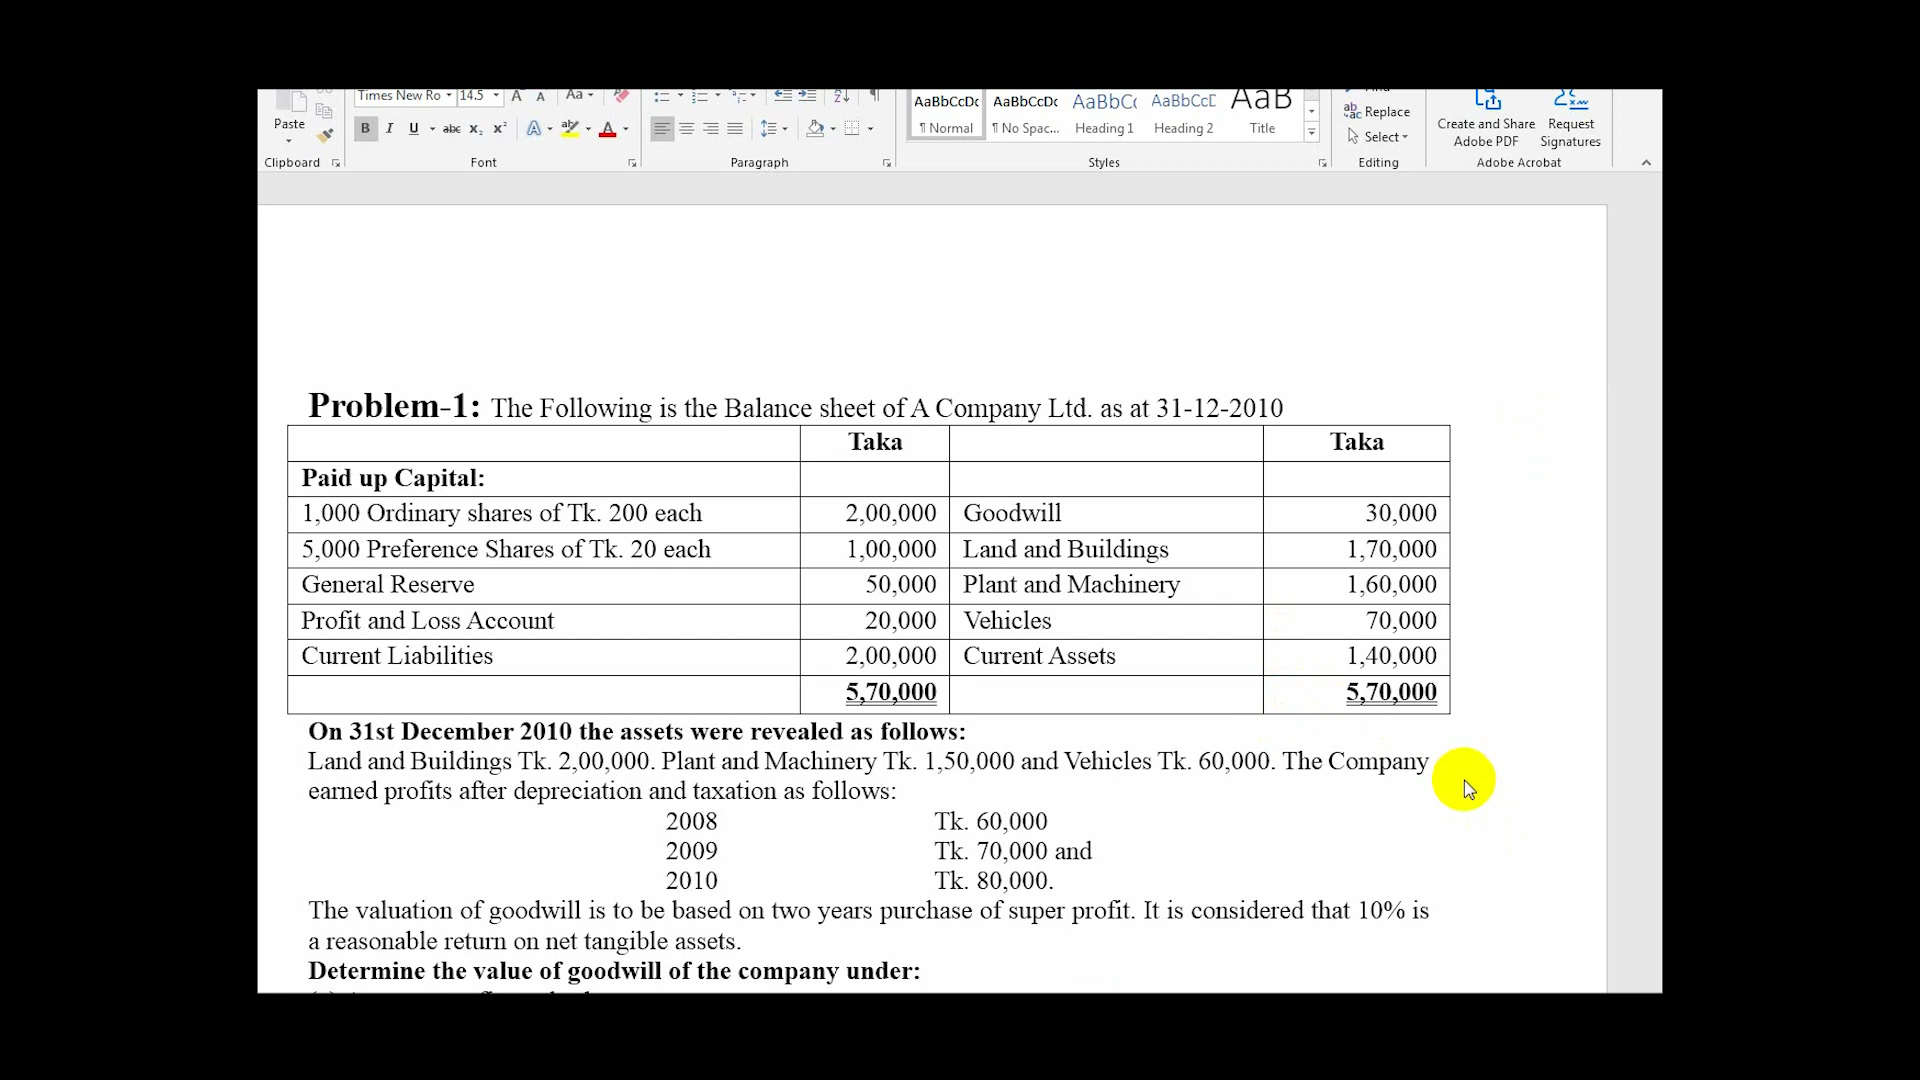 Times New Ro 14.5 A A Aa
Paste
B I U abc x₂ x² A A
Clipboard Font Paragraph Styles Editing Adobe Acrobat
AaBbCcDc AaBbCcDc AaBbCc AaBbCcD AaB
¶ Normal ¶ No Spac... Heading 1 Heading 2 Title
Replace
Select
Create and Share Adobe PDF
Request Signatures
Problem-1: The Following is the Balance sheet of A Company Ltd. as at 31-12-2010
Taka Taka
Paid up Capital:
1,000 Ordinary shares of Tk. 200 each 2,00,000 Goodwill 30,000
5,000 Preference Shares of Tk. 20 each 1,00,000 Land and Buildings 1,70,000
General Reserve 50,000 Plant and Machinery 1,60,000
Profit and Loss Account 20,000 Vehicles 70,000
Current Liabilities 2,00,000 Current Assets 1,40,000
5,70,000 5,70,000
On 31st December 2010 the assets were revealed as follows:
Land and Buildings Tk. 2,00,000. Plant and Machinery Tk. 1,50,000 and Vehicles Tk. 60,000. The Company
earned profits after depreciation and taxation as follows:
2008 Tk. 60,000
2009 Tk. 70,000 and
2010 Tk. 80,000.
The valuation of goodwill is to be based on two years purchase of super profit. It is considered that 10% is
a reasonable return on net tangible assets.
Determine the value of goodwill of the company under: